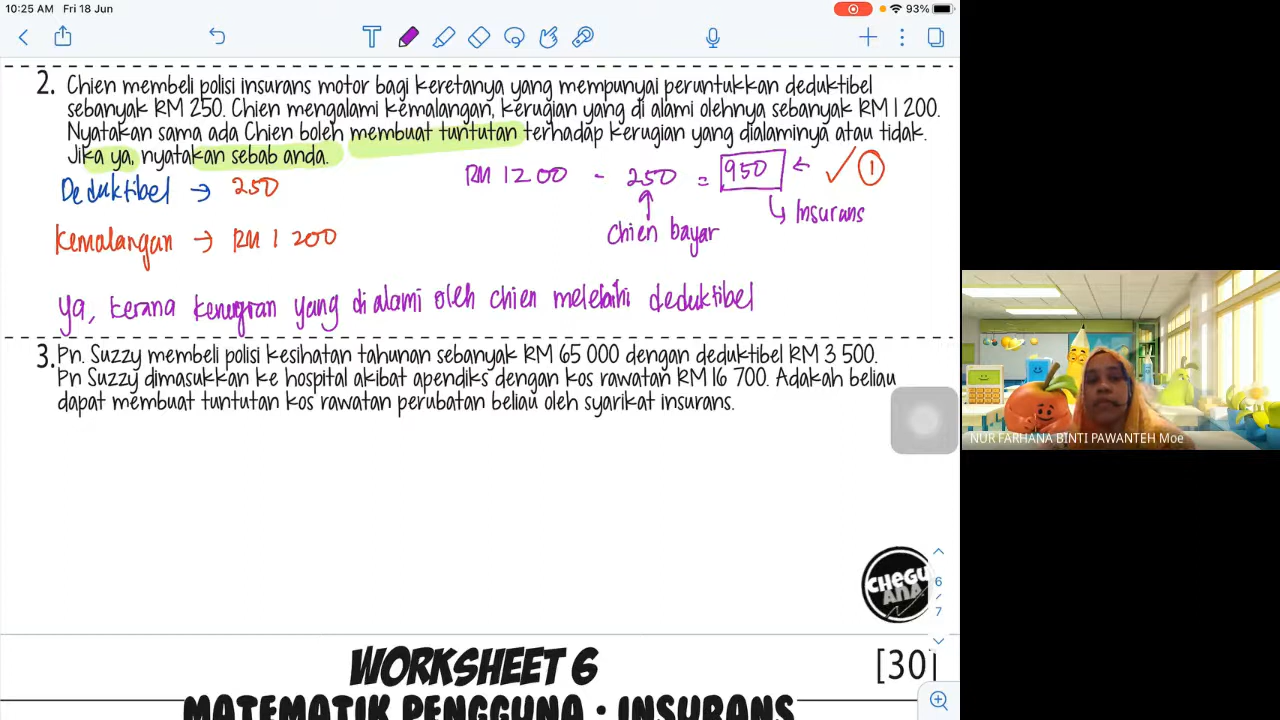 10:25 AM Fri 18 Jun
93%
2. Chien membeli polisi insurans motor bagi keretanya yang mempunyai peruntukkan deduktibel
sebanyak RM 250. Chien mengalami kemalangan, kerugian yang di alami olehnya sebanyak RM 1 200.
Nyatakan sama ada Chien boleh membuat tuntutan terhadap kerugian yang dialaminya atau tidak.
Jika ya, nyatakan sebab anda.
RM 1200 - 250 = 950 ← ✓ 1
Deduktibel → 250
Insurans
Chien bayar
Kemalangan → RM 1 200
Ya, kerana kerugian yang di alami oleh chien melebihi deduktibel
3. Pn. Suzzy membeli polisi kesihatan tahunan sebanyak RM 65 000 dengan deduktibel RM 3 500.
Pn Suzzy dimasukkan ke hospital akibat apendiks dengan kos rawatan RM 16 700. Adakah beliau
dapat membuat tuntutan kos rawatan perubatan beliau oleh syarikat insurans.
NUR FARHANA BINTI PAWANTEH Moe
CHEGU
ANA
6
/
7
WORKSHEET 6
[30]
MATEMATIK PENGGUNA : INSURANS